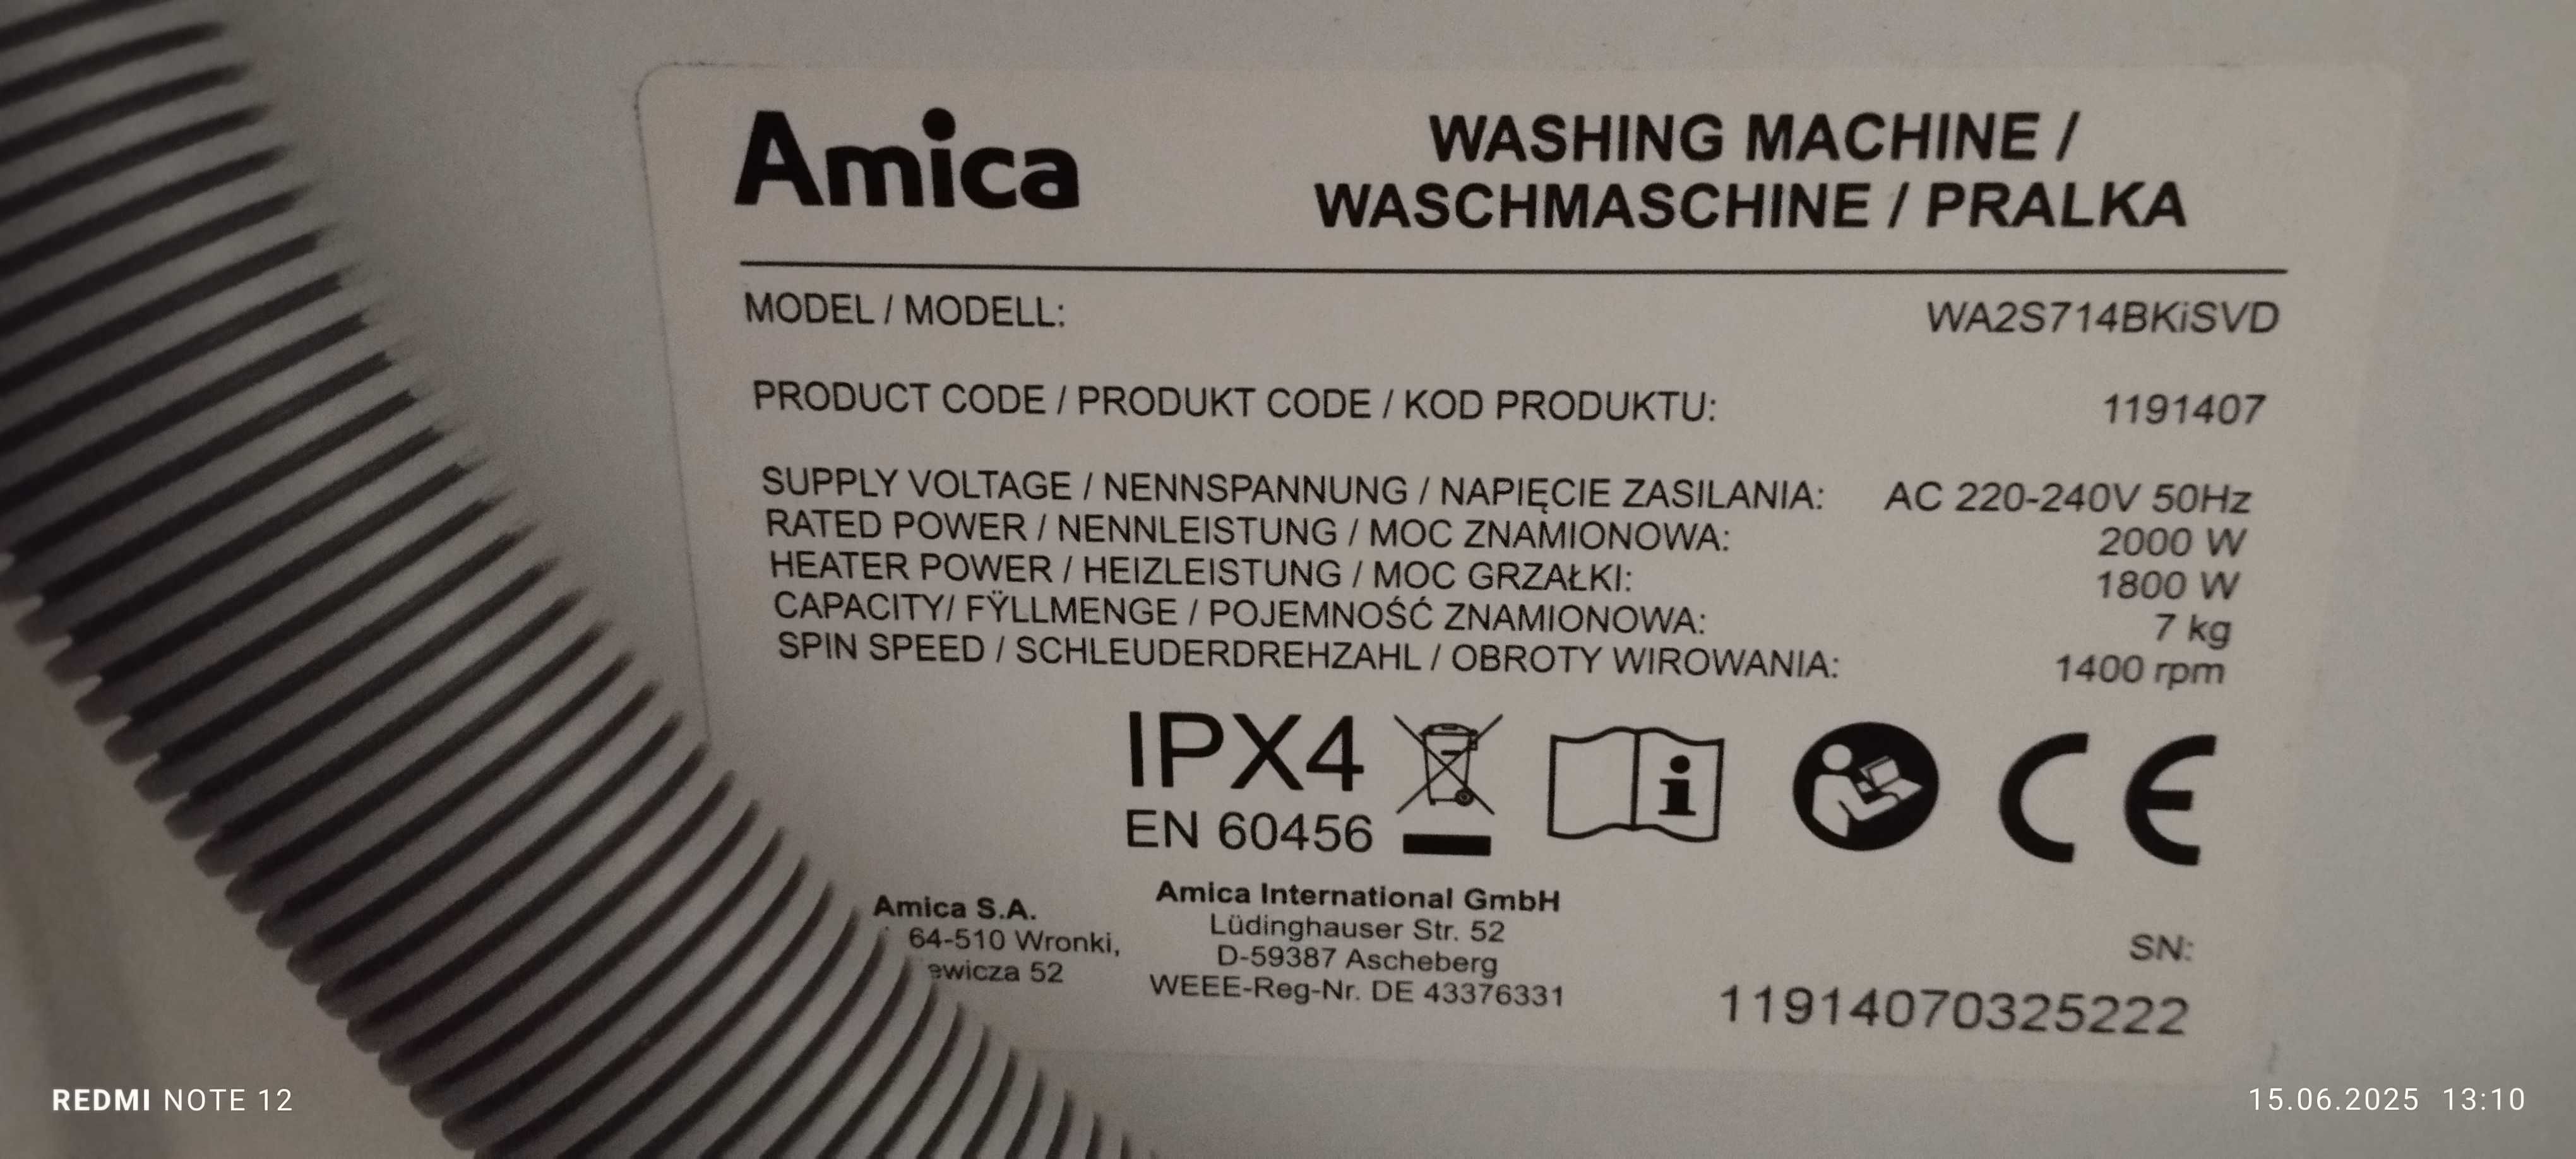 Amica
WASHING MACHINE /
WASCHMASCHINE / PRALKA
MODEL / MODELL: WA2S714BKiSVD
PRODUCT CODE / PRODUKT CODE / KOD PRODUKTU: 1191407
SUPPLY VOLTAGE / NENNSPANNUNG / NAPIĘCIE ZASILANIA: AC 220-240V 50Hz
RATED POWER / NENNLEISTUNG / MOC ZNAMIONOWA: 2000 W
HEATER POWER / HEIZLEISTUNG / MOC GRZAŁKI: 1800 W
CAPACITY/ FŸLLMENGE / POJEMNOŚĆ ZNAMIONOWA: 7 kg
SPIN SPEED / SCHLEUDERDREHZAHL / OBROTY WIROWANIA: 1400 rpm
IPX4
EN 60456
i
CE
Amica S.A.
64-510 Wronki,
ewicza 52
Amica International GmbH
Lüdinghauser Str. 52
D-59387 Ascheberg
WEEE-Reg-Nr. DE 43376331
SN:
11914070325222
REDMI NOTE 12
15.06.2025 13:10